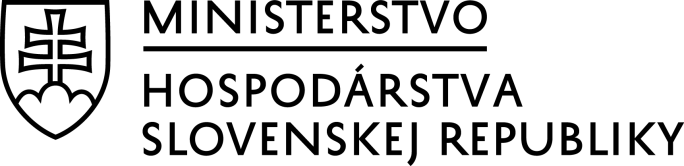 MINISTERSTVO
HOSPODÁRSTVA
SLOVENSKEJ REPUBLIKY